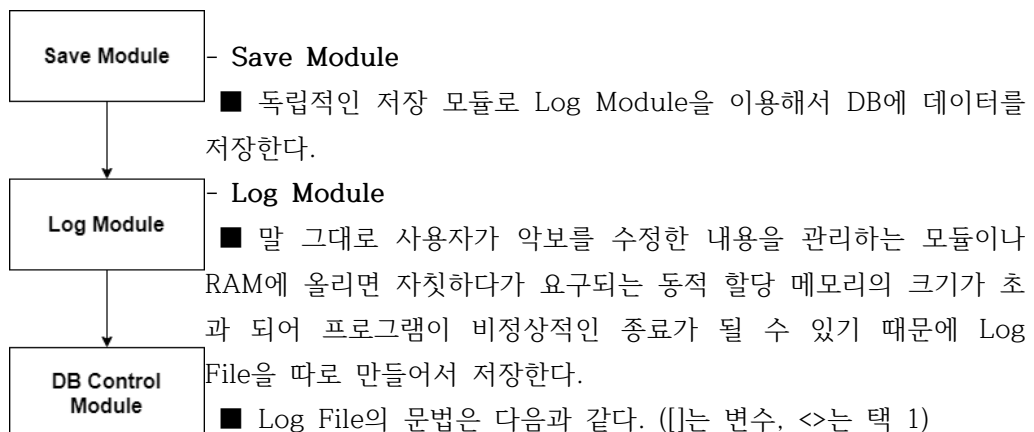 Save Module
- Save Module
■ 독립적인 저장 모듈로 Log Module을 이용해서 DB에 데이터를
저장한다.
Log Module
- Log Module
■ 말 그대로 사용자가 악보를 수정한 내용을 관리하는 모듈이나
RAM에 올리면 자칫하다가 요구되는 동적 할당 메모리의 크기가 초
과 되어 프로그램이 비정상적인 종료가 될 수 있기 때문에 Log
File을 따로 만들어서 저장한다.
DB Control
Module
■ Log File의 문법은 다음과 같다. ([]는 변수, <>는 택 1)